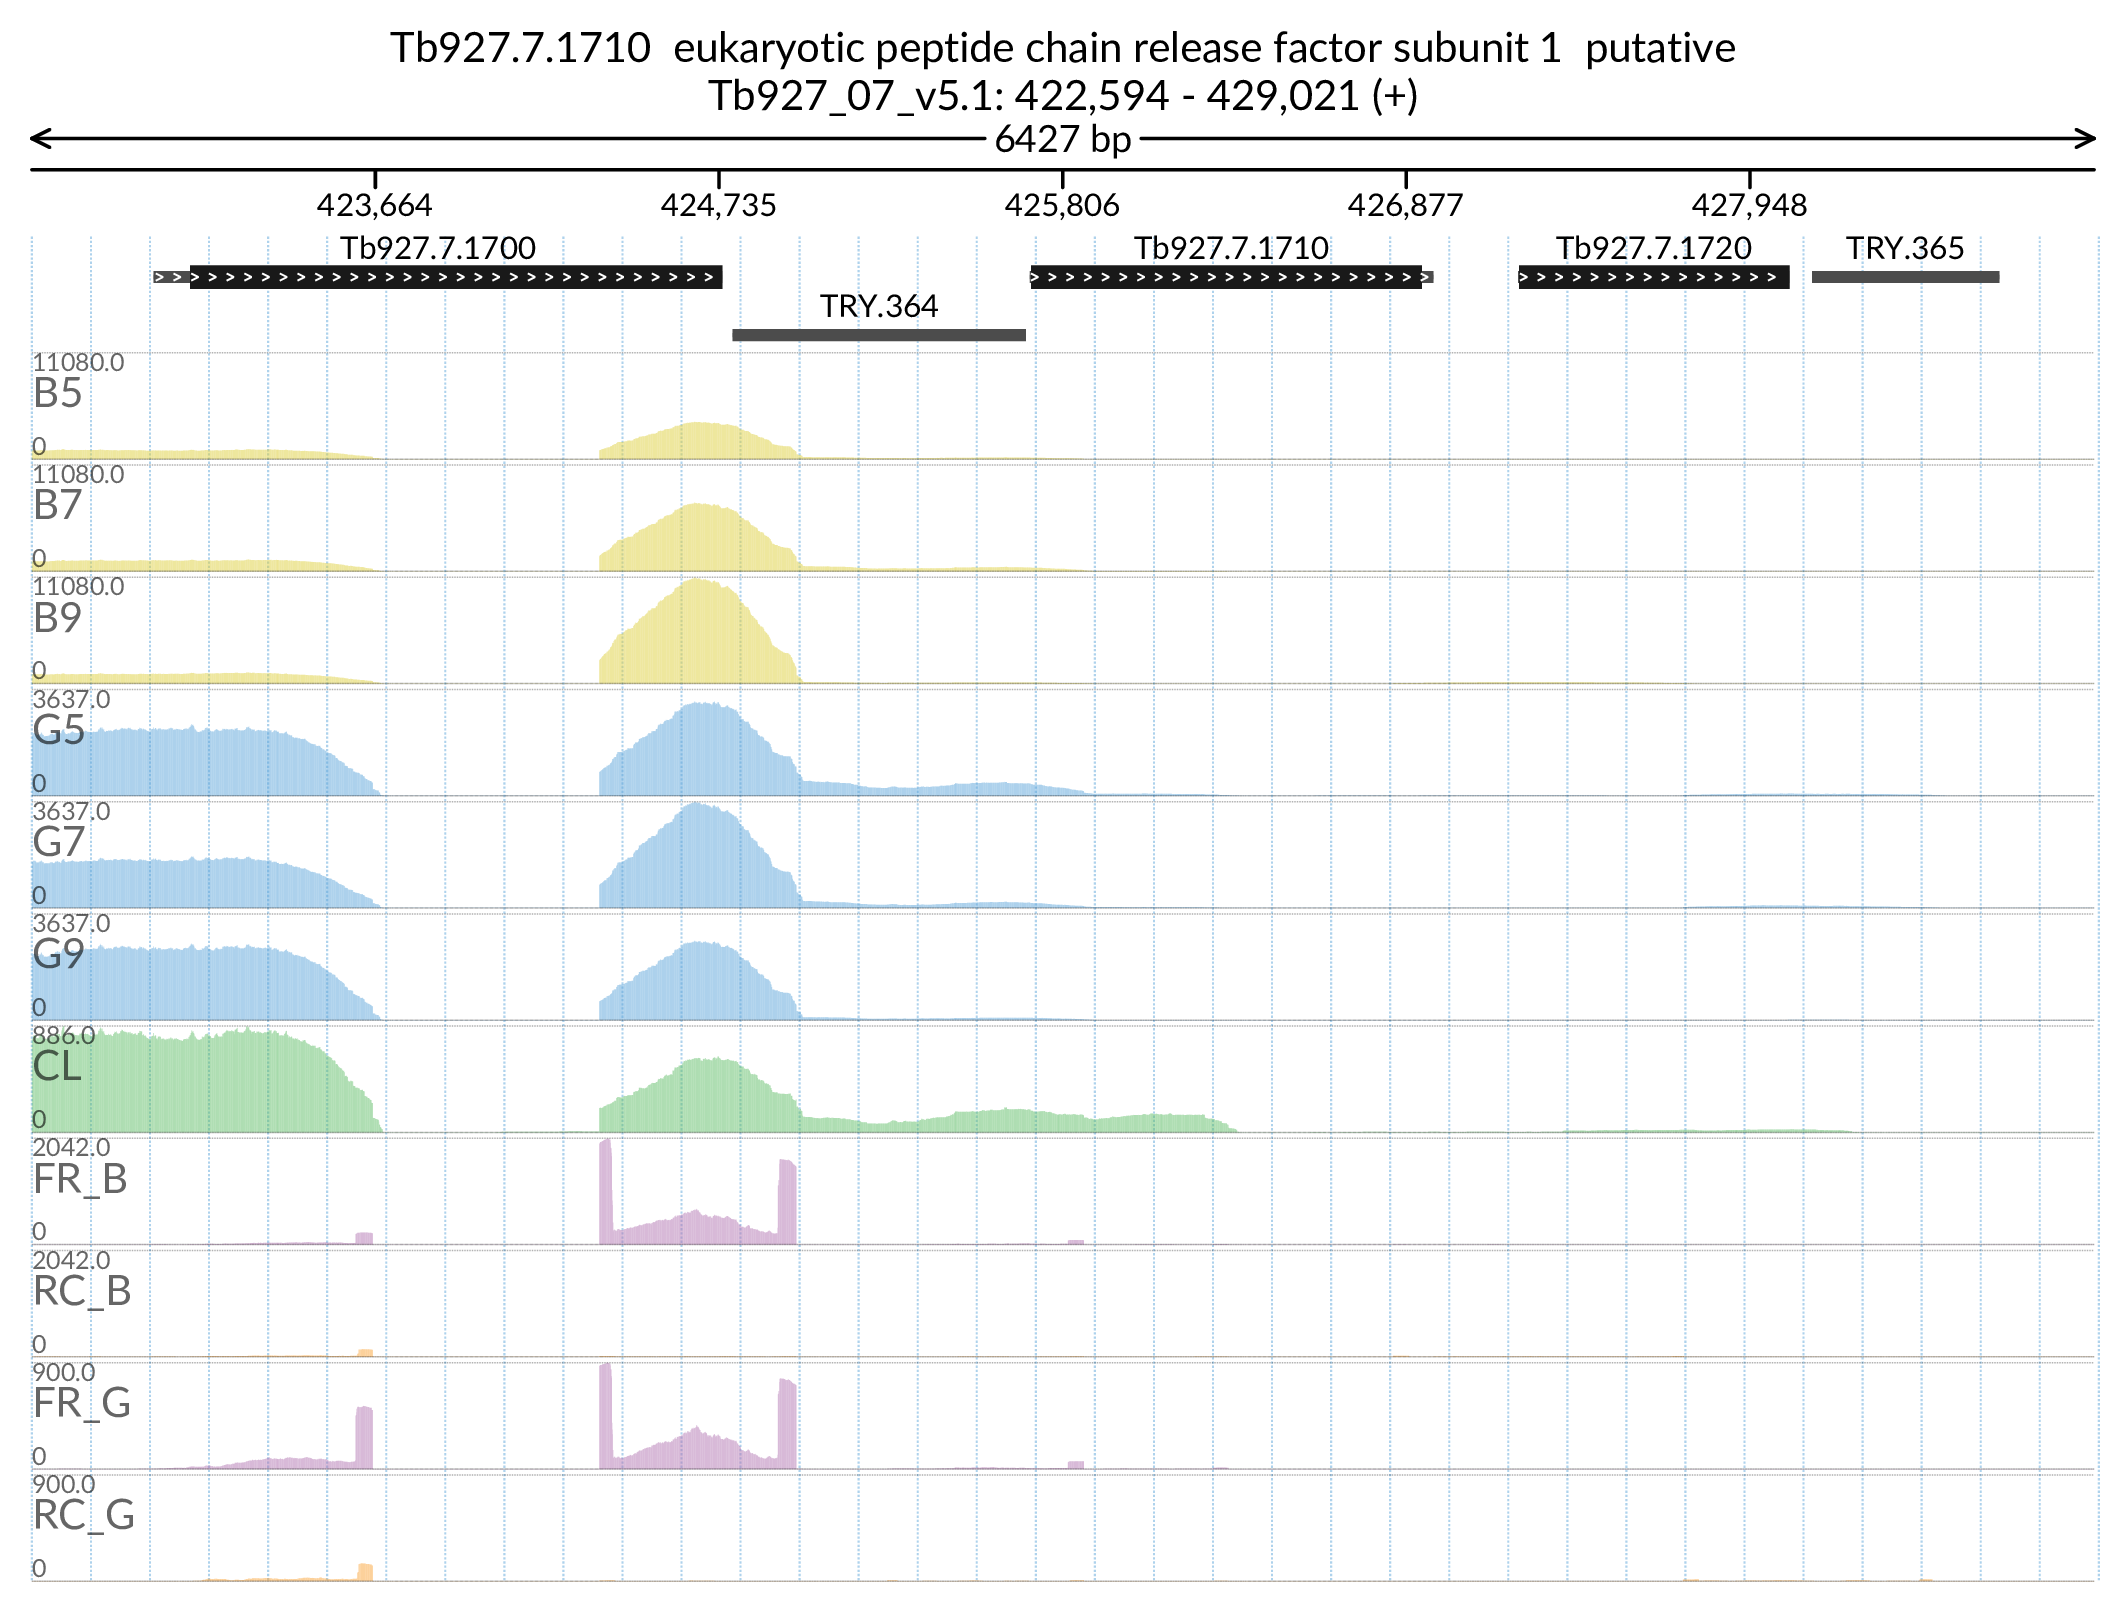 Tb927.7.1710  eukaryotic peptide chain release factor subunit 1  putative
Tb927_07_v5.1: 422,594 - 429,021 (+)
6427 bp
423,664 424,735 425,806 426,877 427,948
Tb927.7.1700 Tb927.7.1710 Tb927.7.1720 TRY.365
TRY.364
11080.0
B5
0
11080.0
B7
0
11080.0
B9
0
3637.0
G5
0
3637.0
G7
0
3637.0
G9
0
886.0
CL
0
2042.0
FR_B
0
2042.0
RC_B
0
900.0
FR_G
0
900.0
RC_G
0